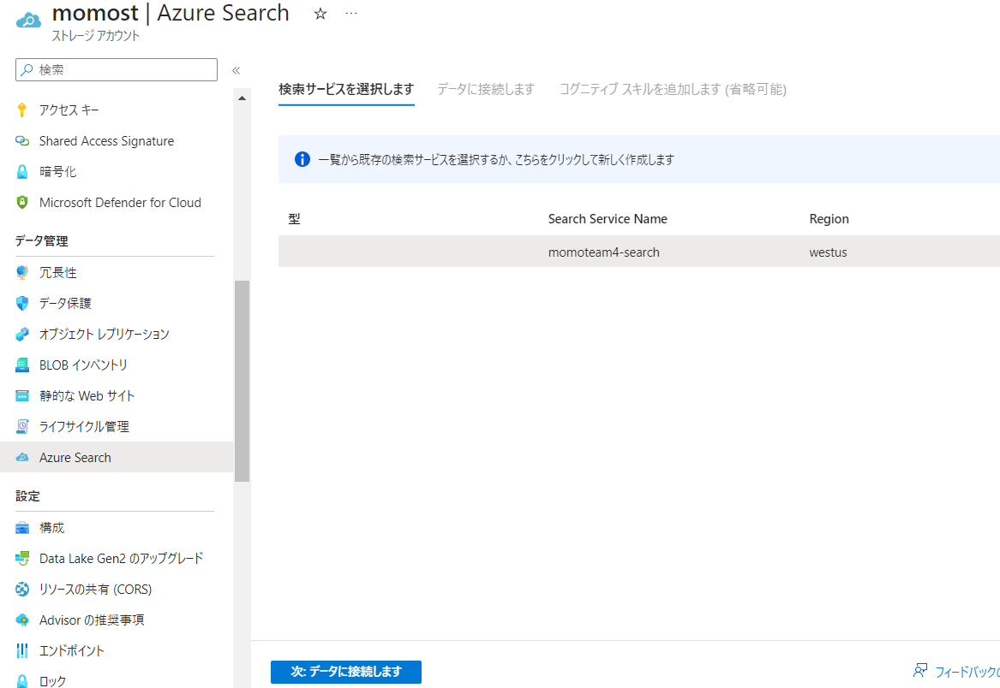 momost | Azure Search
ストレージ アカウント
検索
アクセス キー
Shared Access Signature
暗号化
Microsoft Defender for Cloud
データ管理
冗長性
データ保護
オブジェクト レプリケーション
BLOB インベントリ
静的な Web サイト
ライフサイクル管理
Azure Search
設定
構成
Data Lake Gen2 のアップグレード
リソースの共有 (CORS)
Advisor の推奨事項
エンドポイント
ロック
検索サービスを選択します データに接続します コグニティブ スキルを追加します (省略可能)
一覧から既存の検索サービスを選択するか、こちらをクリックして新しく作成します
型 Search Service Name Region
momoteam4-search westus
次: データに接続します
フィードバック